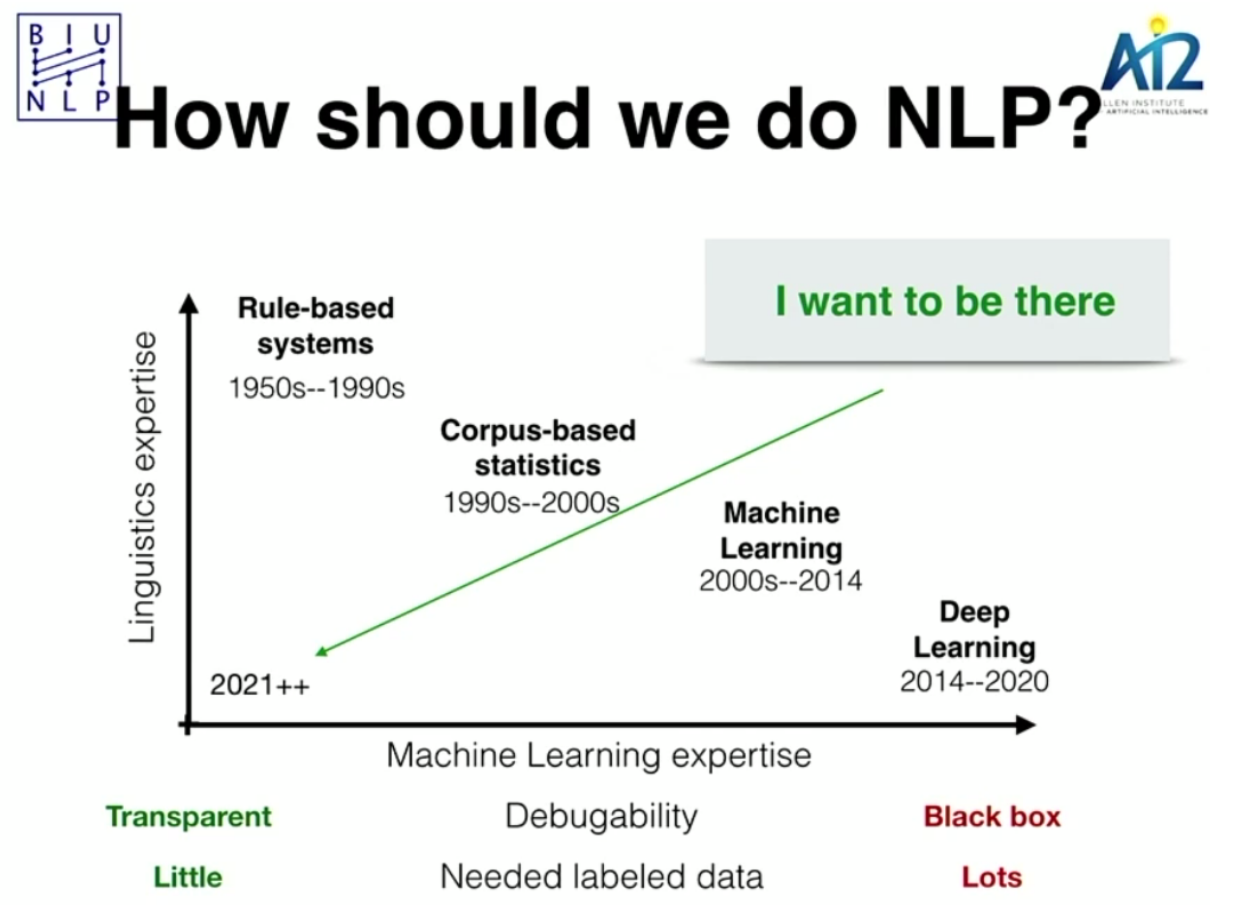 B I U
N L P
Ai2
ALLEN INSTITUTE
ARTIFICIAL INTELLIGENCE
How should we do NLP?
I want to be there
Linguistics expertise
Rule-based
systems
1950s--1990s
Corpus-based
statistics
1990s--2000s
Machine
Learning
2000s--2014
Deep
Learning
2014--2020
2021++
Machine Learning expertise
Transparent Debugability Black box
Little Needed labeled data Lots